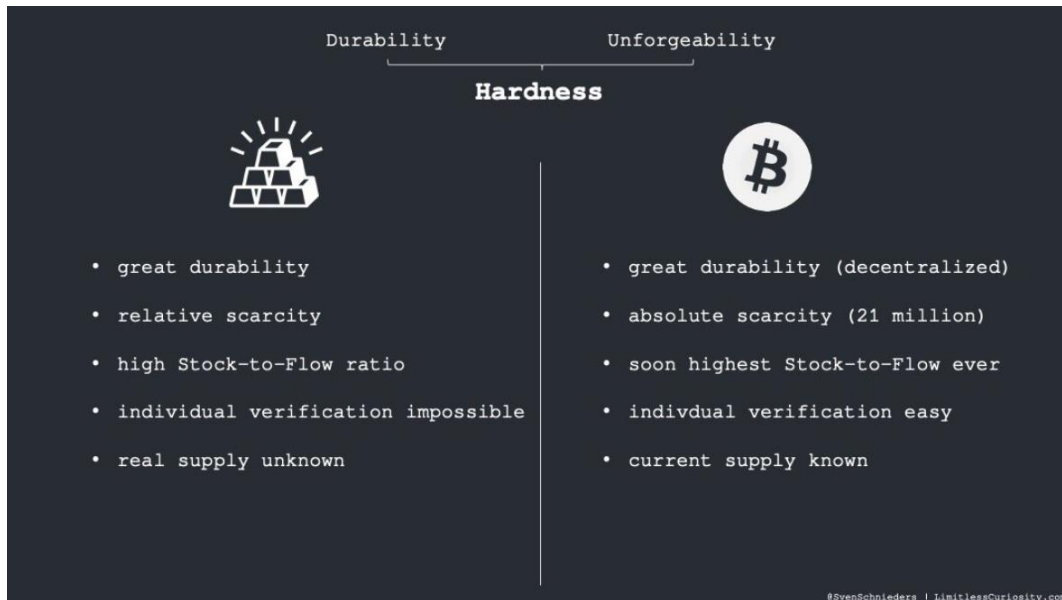 Durability Unforgeability
Hardness
• great durability
• relative scarcity
• high Stock-to-Flow ratio
• individual verification impossible
• real supply unknown
• great durability (decentralized)
• absolute scarcity (21 million)
• soon highest Stock-to-Flow ever
• indivdual verification easy
• current supply known
@SvenSchnieders | LimitlessCuriosity.com